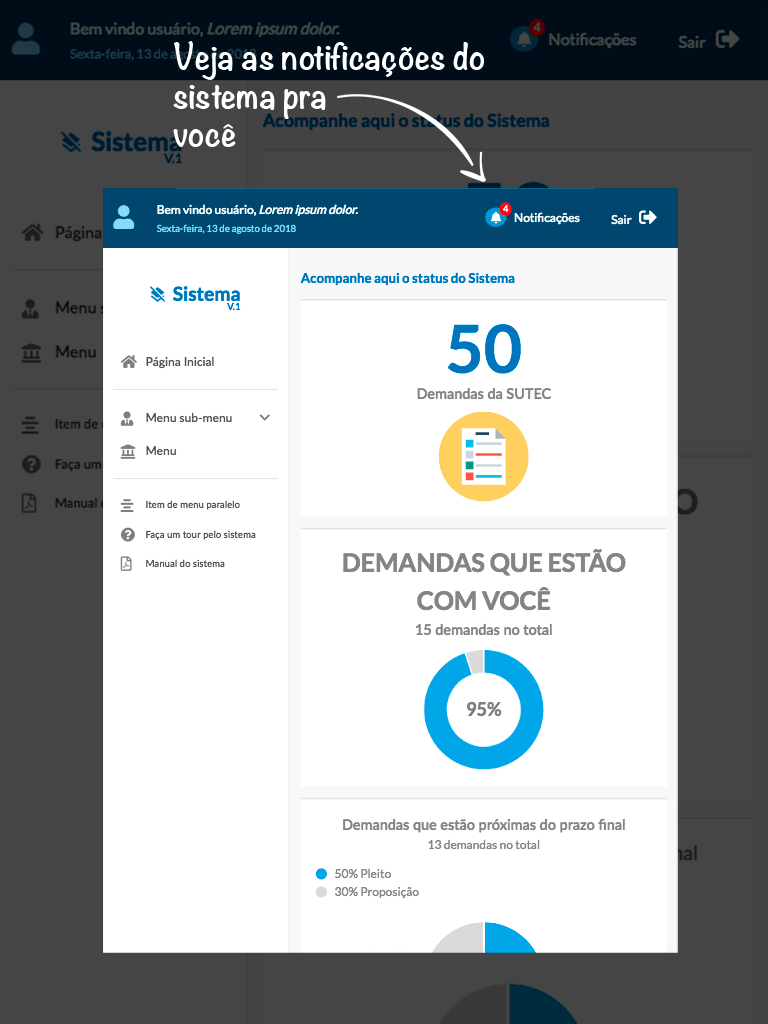 Bem vindo usuário, Lorem ipsum dolor.
Sexta-feira, 13 de agosto de 2018
4
Notificações
Sair
Veja as notificações do
sistema pra
você
Sistema
V.1
Acompanhe aqui o status do Sistema
Página
Menu
Menu
Item de
Faça um
Manual
Bem vindo usuário, Lorem ipsum dolor.
Sexta-feira, 13 de agosto de 2018
4
Notificações
Sair
Sistema
V.1
Página Inicial
Menu sub-menu
Menu
Item de menu paralelo
Faça um tour pelo sistema
Manual do sistema
Acompanhe aqui o status do Sistema
50
Demandas da SUTEC
DEMANDAS QUE ESTÃO
COM VOCÊ
15 demandas no total
95%
Demandas que estão próximas do prazo final
13 demandas no total
50% Pleito
30% Proposição